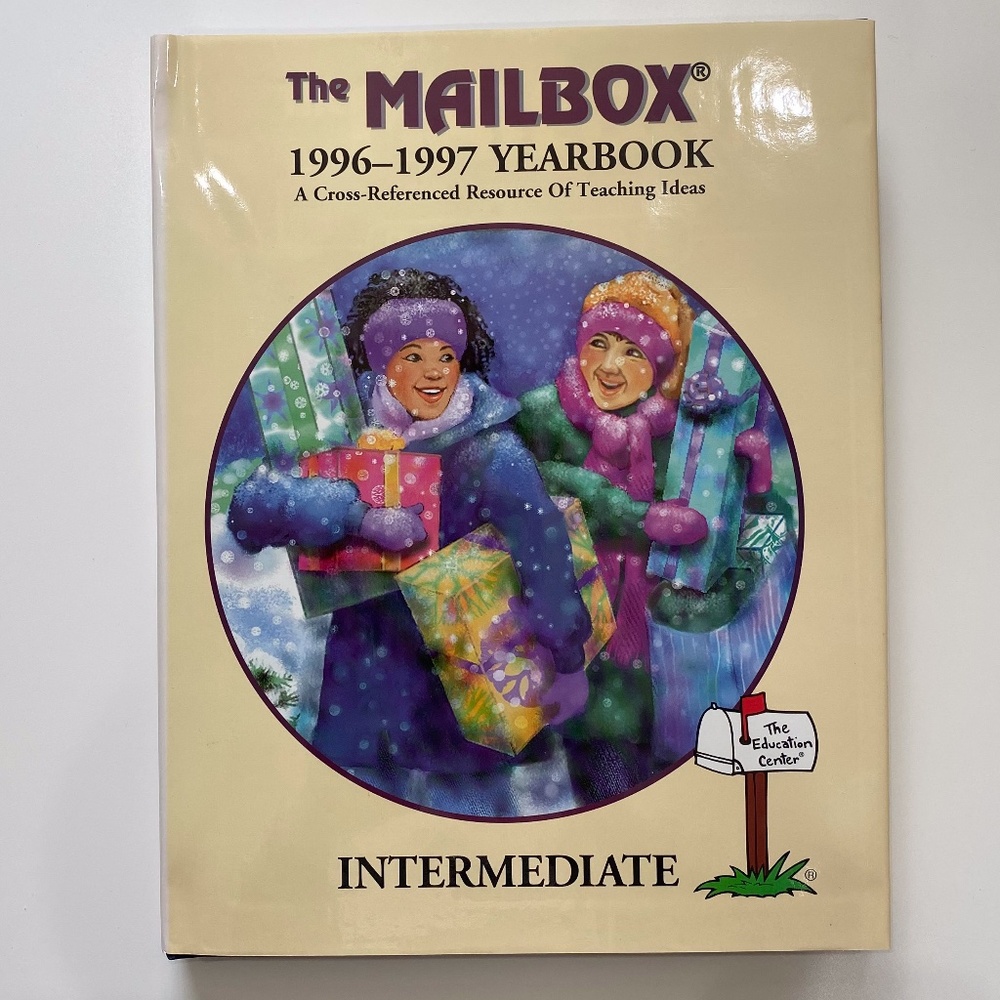 The MAILBOX®
1996–1997 YEARBOOK
A Cross-Referenced Resource Of Teaching Ideas
The
Education
Center®
INTERMEDIATE
®